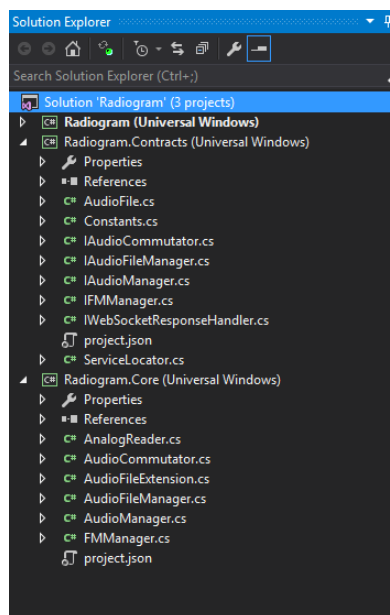 Solution Explorer
Search Solution Explorer (Ctrl+;)
Solution 'Radiogram' (3 projects)
C# Radiogram (Universal Windows)
C# Radiogram.Contracts (Universal Windows)
Properties
References
C# AudioFile.cs
C# Constants.cs
C# IAudioCommutator.cs
C# IAudioFileManager.cs
C# IAudioManager.cs
C# IFMManager.cs
C# IWebSocketResponseHandler.cs
project.json
C# ServiceLocator.cs
C# Radiogram.Core (Universal Windows)
Properties
References
C# AnalogReader.cs
C# AudioCommutator.cs
C# AudioFileExtension.cs
C# AudioFileManager.cs
C# AudioManager.cs
C# FMManager.cs
project.json